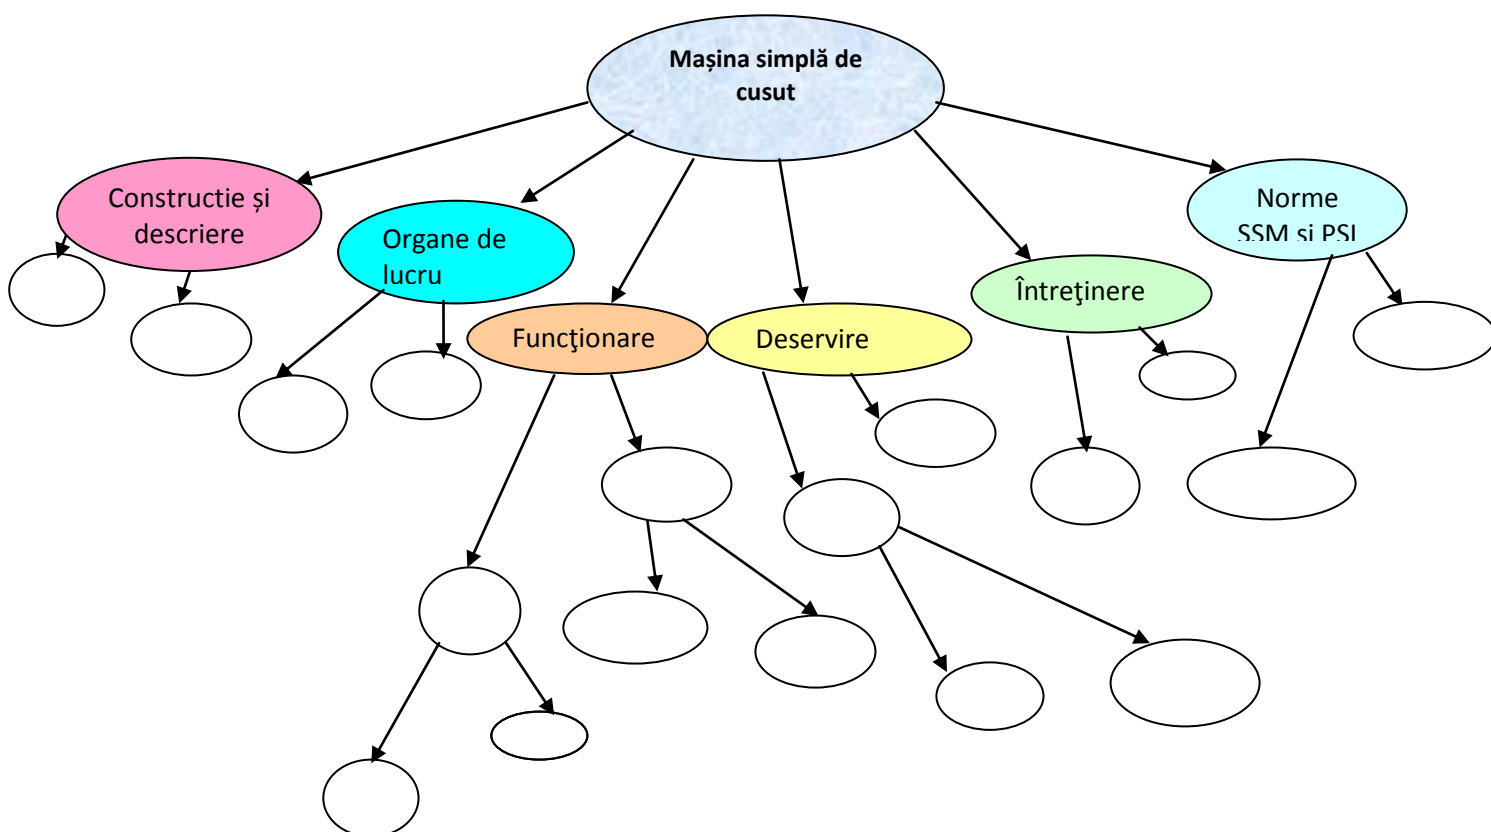 Mașina simplă de
cusut
Constructie și
descriere
Organe de
lucru
Funcţionare
Deservire
Întreţinere
Norme
SSM si PSI